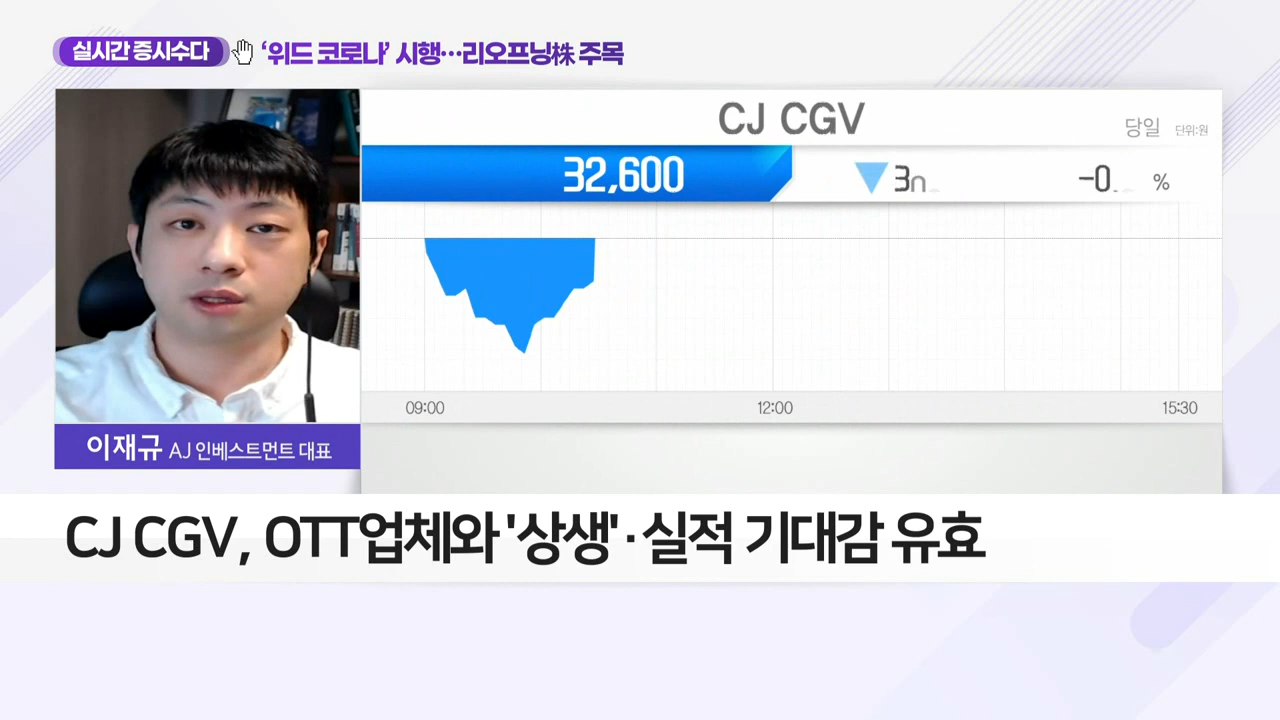 실시간 증시수다
‘위드 코로나’ 시행…리오프닝株 주목
CJ CGV
당일 단위:원
32,600 ▼ -0. %
09:00 12:00 15:30
이재규 AJ 인베스트먼트 대표
CJ CGV, OTT업체와 '상생'·실적 기대감 유효